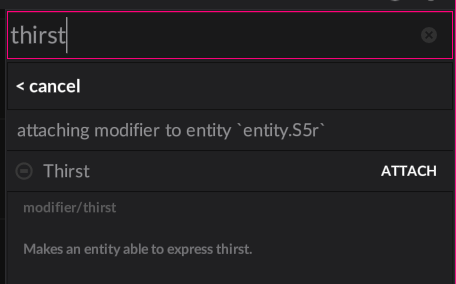 thirst
< cancel
attaching modifier to entity `entity.S5r`
Thirst ATTACH
modifier/thirst
Makes an entity able to express thirst.